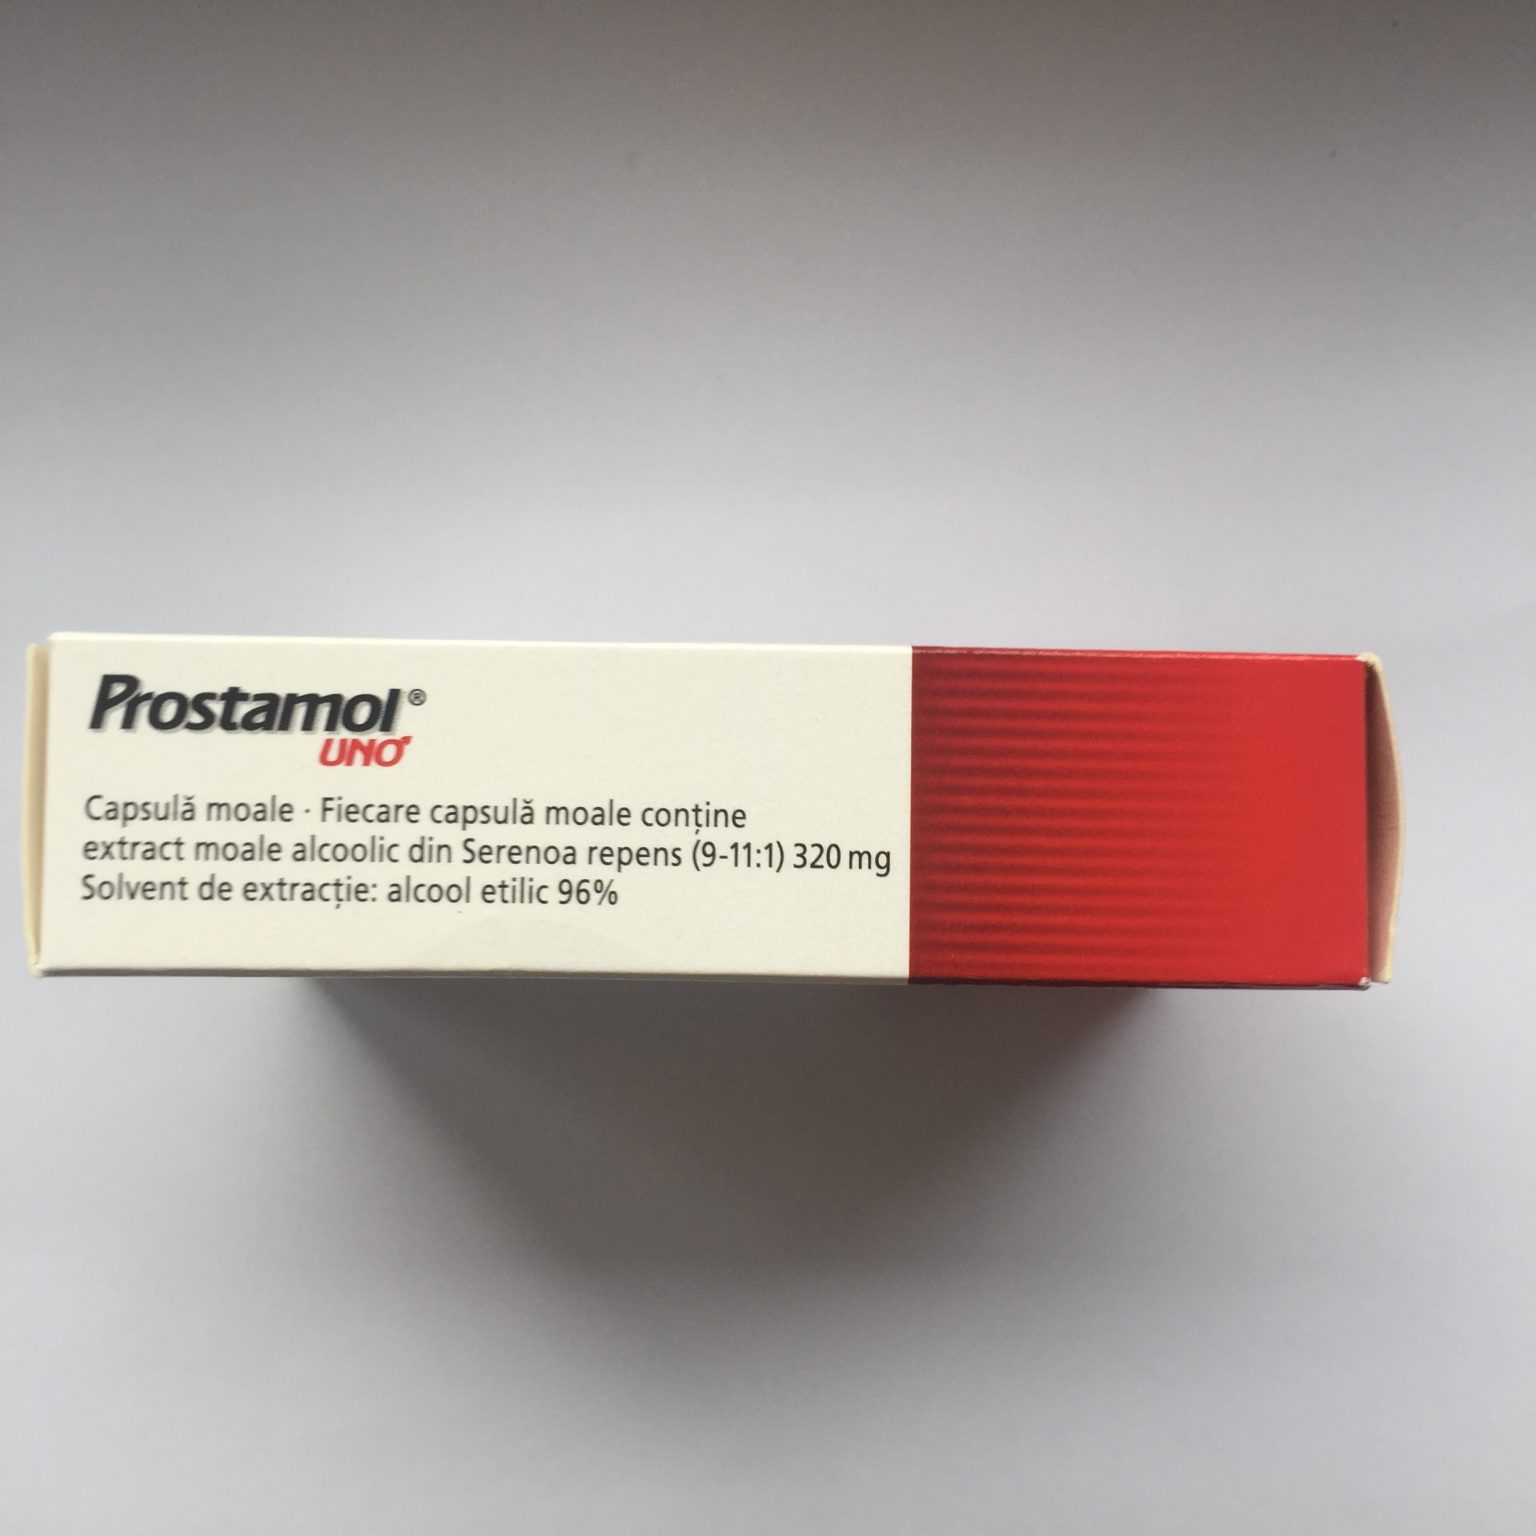 Prostamol®
UNO
Capsulă moale · Fiecare capsulă moale conține
extract moale alcoolic din Serenoa repens (9-11:1) 320 mg
Solvent de extracție: alcool etilic 96%